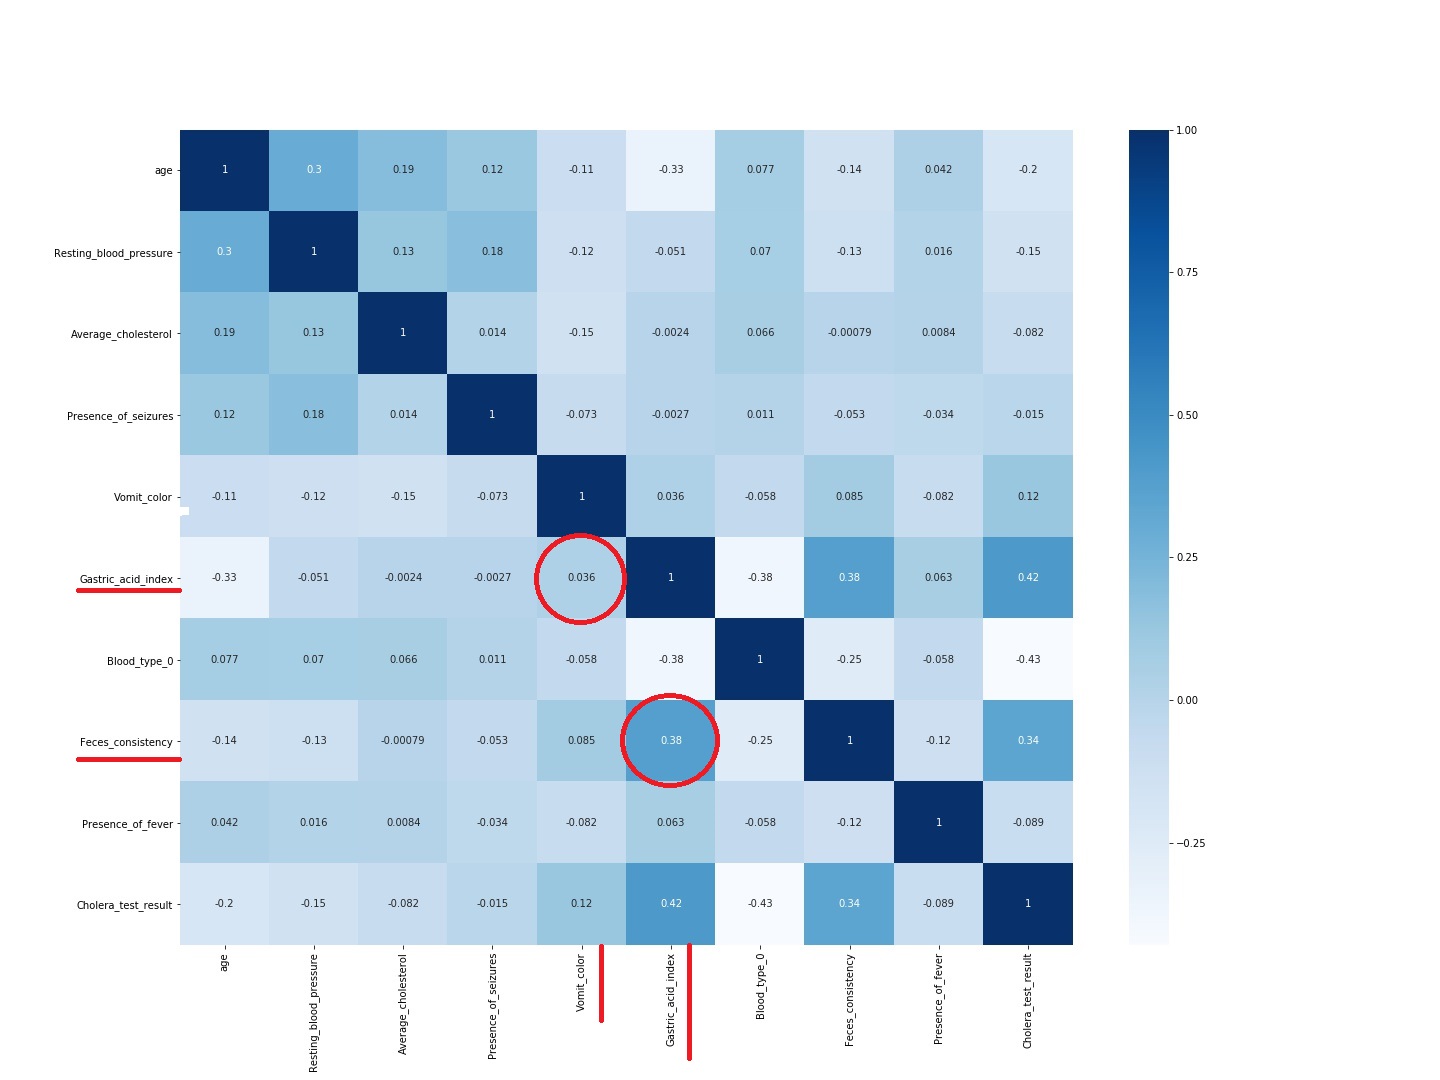 1.00
age 1 0.3 0.19 0.12 -0.11 -0.33 0.077 -0.14 0.042 -0.2
Resting_blood_pressure 0.3 1 0.13 0.18 -0.12 -0.051 0.07 -0.13 0.016 -0.15
0.75
Average_cholesterol 0.19 0.13 1 0.014 -0.15 -0.0024 0.066 -0.00079 0.0084 -0.082
Presence_of_seizures 0.12 0.18 0.014 1 -0.073 -0.0027 0.011 -0.053 -0.034 -0.015
0.50
Vomit_color -0.11 -0.12 -0.15 -0.073 1 0.036 -0.058 0.085 -0.082 0.12
0.25
Gastric_acid_index -0.33 -0.051 -0.0024 -0.0027 0.036 1 -0.38 0.38 0.063 0.42
Blood_type_0 0.077 0.07 0.066 0.011 -0.058 -0.38 1 -0.25 -0.058 -0.43
0.00
Feces_consistency -0.14 -0.13 -0.00079 -0.053 0.085 0.38 -0.25 1 -0.12 0.34
Presence_of_fever 0.042 0.016 0.0084 -0.034 -0.082 0.063 -0.058 -0.12 1 -0.089
−0.25
Cholera_test_result -0.2 -0.15 -0.082 -0.015 0.12 0.42 -0.43 0.34 -0.089 1
age
Resting_blood_pressure
Average_cholesterol
Presence_of_seizures
Vomit_color
Gastric_acid_index
Blood_type_0
Feces_consistency
Presence_of_fever
Cholera_test_result